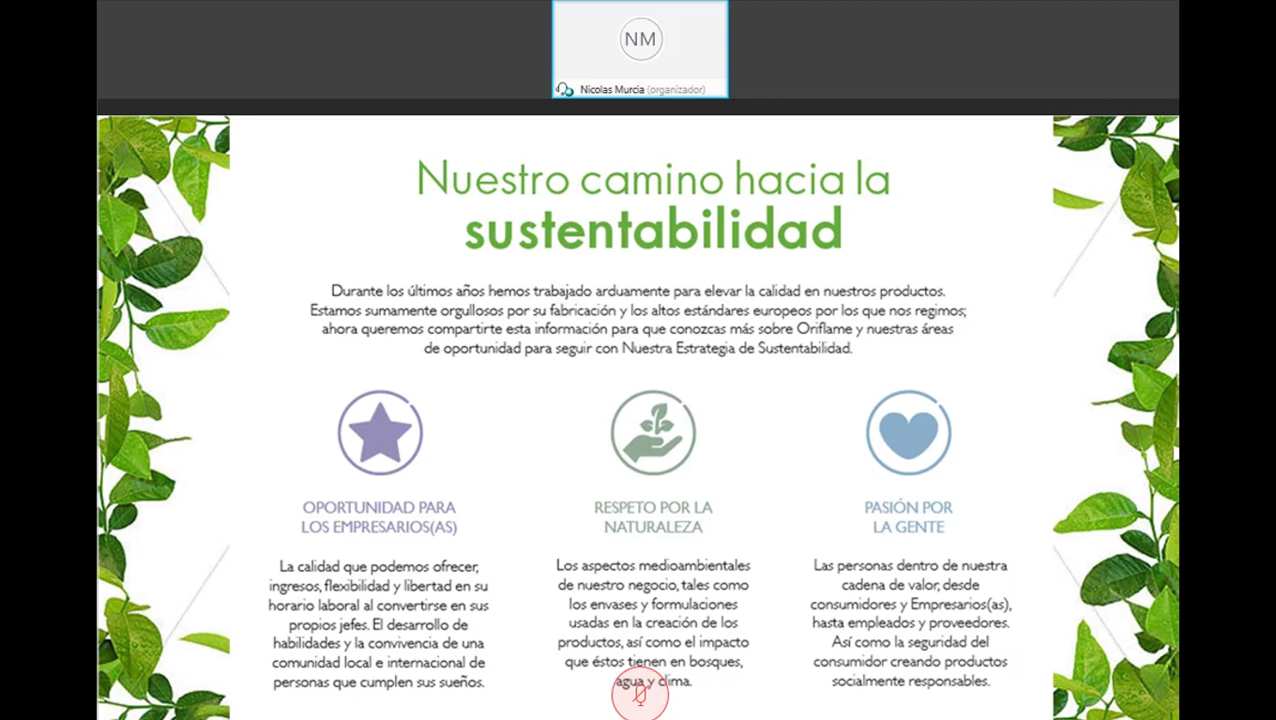 NM
Nicolas Murcia (organizador)
Nuestro camino hacia la
sustentabilidad
Durante los últimos años hemos trabajado arduamente para elevar la calidad en nuestros productos.
Estamos sumamente orgullosos por su fabricación y los altos estándares europeos por los que nos regimos;
ahora queremos compartirte esta información para que conozcas más sobre Oriflame y nuestras áreas
de oportunidad para seguir con Nuestra Estrategia de Sustentabilidad.
OPORTUNIDAD PARA
LOS EMPRESARIOS(AS)
La calidad que podemos ofrecer,
ingresos, flexibilidad y libertad en su
horario laboral al convertirse en sus
propios jefes. El desarrollo de
habilidades y la convivencia de una
comunidad local e internacional de
personas que cumplen sus sueños.
RESPETO POR LA
NATURALEZA
Los aspectos medioambientales
de nuestro negocio, tales como
los envases y formulaciones
usadas en la creación de los
productos, así como el impacto
que éstos tienen en bosques,
agua y clima.
PASIÓN POR
LA GENTE
Las personas dentro de nuestra
cadena de valor, desde
consumidores y Empresarios(as),
hasta empleados y proveedores.
Así como la seguridad del
consumidor creando productos
socialmente responsables.